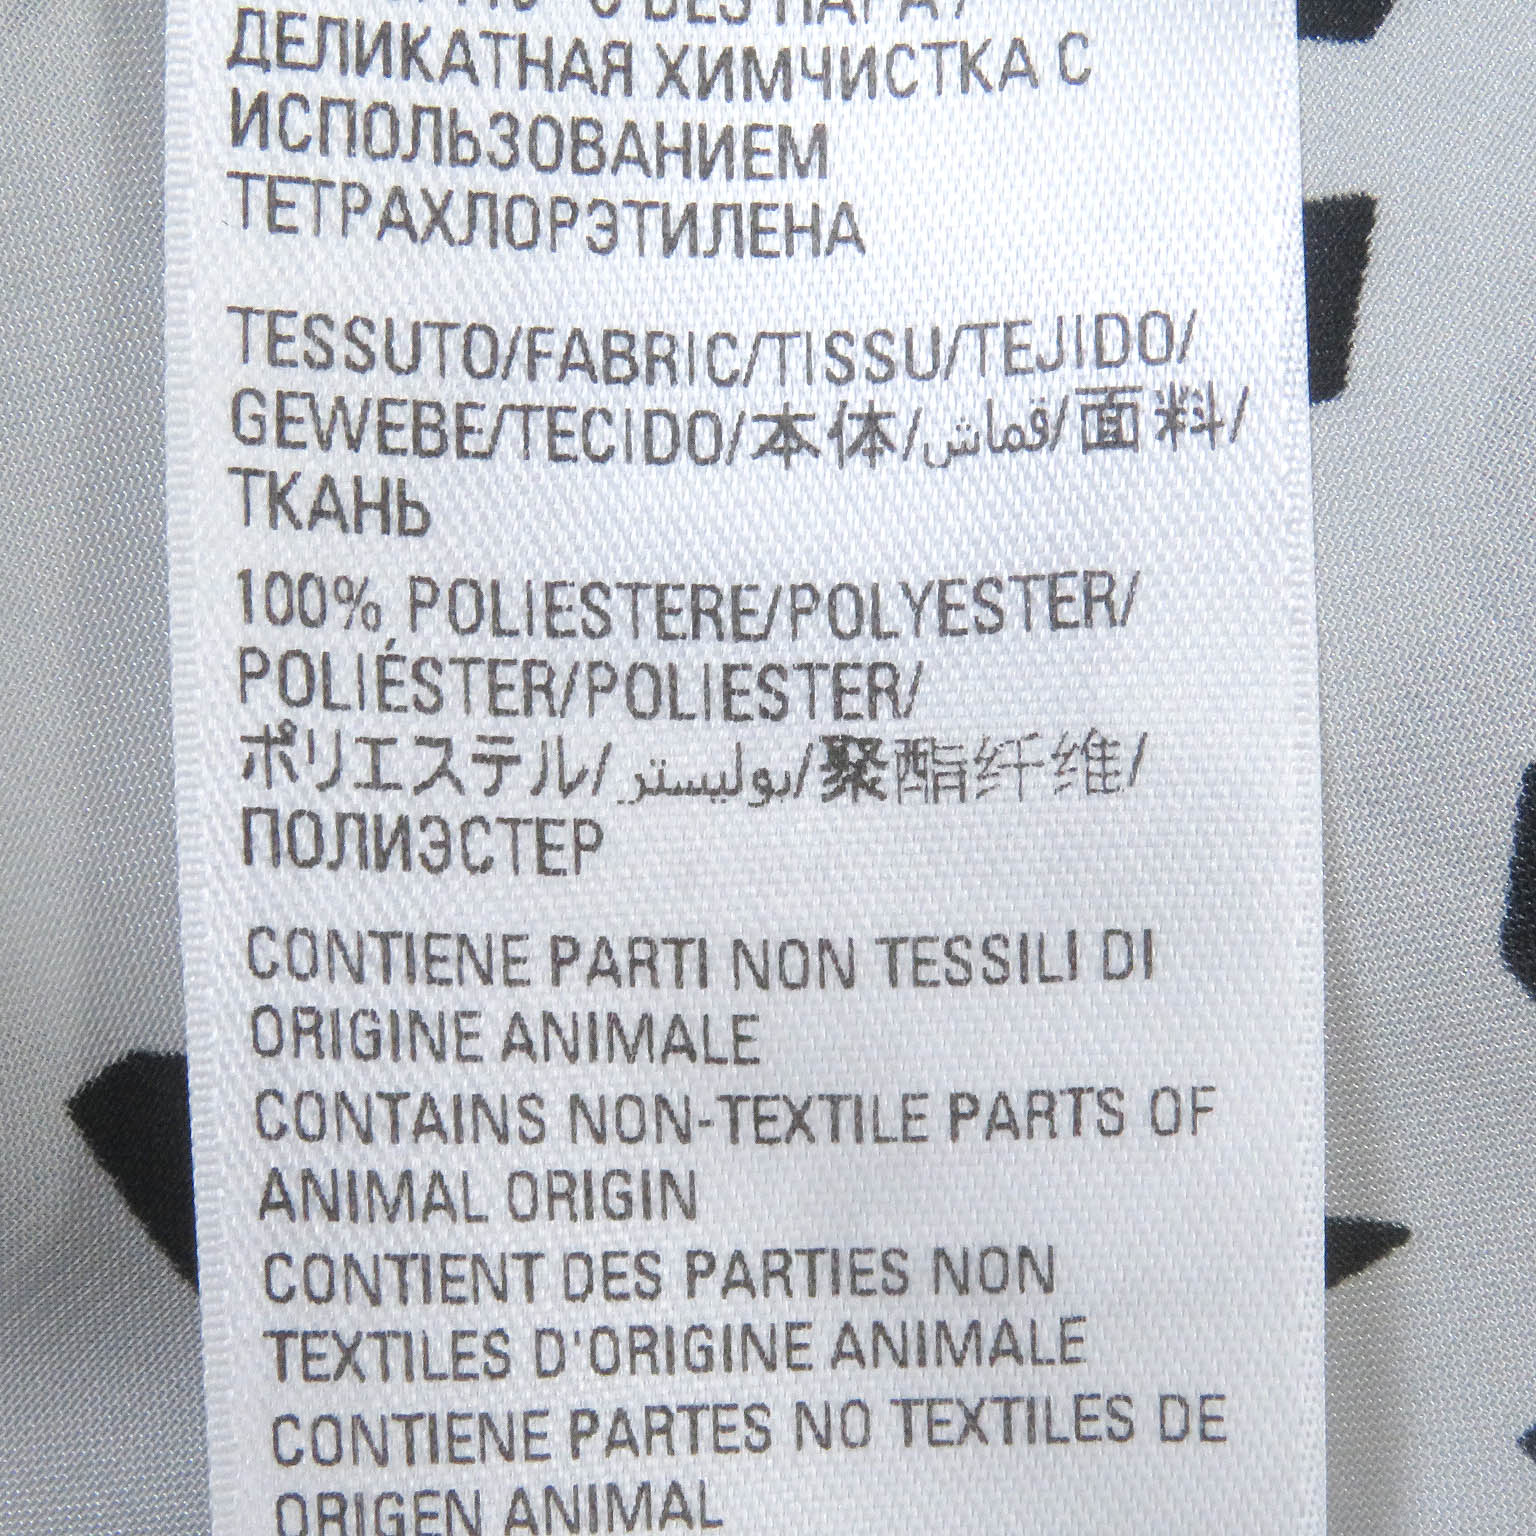 БЕЗ ПАРА /
ДЕЛИКАТНАЯ ХИМЧИСТКА С
ИСПОЛЬЗОВАНИЕМ
ТЕТРАХЛОРЭТИЛЕНА
TESSUTO/FABRIC/TISSU/TEJIDO/
GEWEBE/TECIDO/本体/قماش/面料/
ТКАНЬ
100% POLIESTERE/POLYESTER/
POLIÉSTER/POLIESTER/
ポリエステル/بوليستر/聚酯纤维/
ПОЛИЭСТЕР
CONTIENE PARTI NON TESSILI DI
ORIGINE ANIMALE
CONTAINS NON-TEXTILE PARTS OF
ANIMAL ORIGIN
CONTIENT DES PARTIES NON
TEXTILES D'ORIGINE ANIMALE
CONTIENE PARTES NO TEXTILES DE
ORIGEN ANIMAL